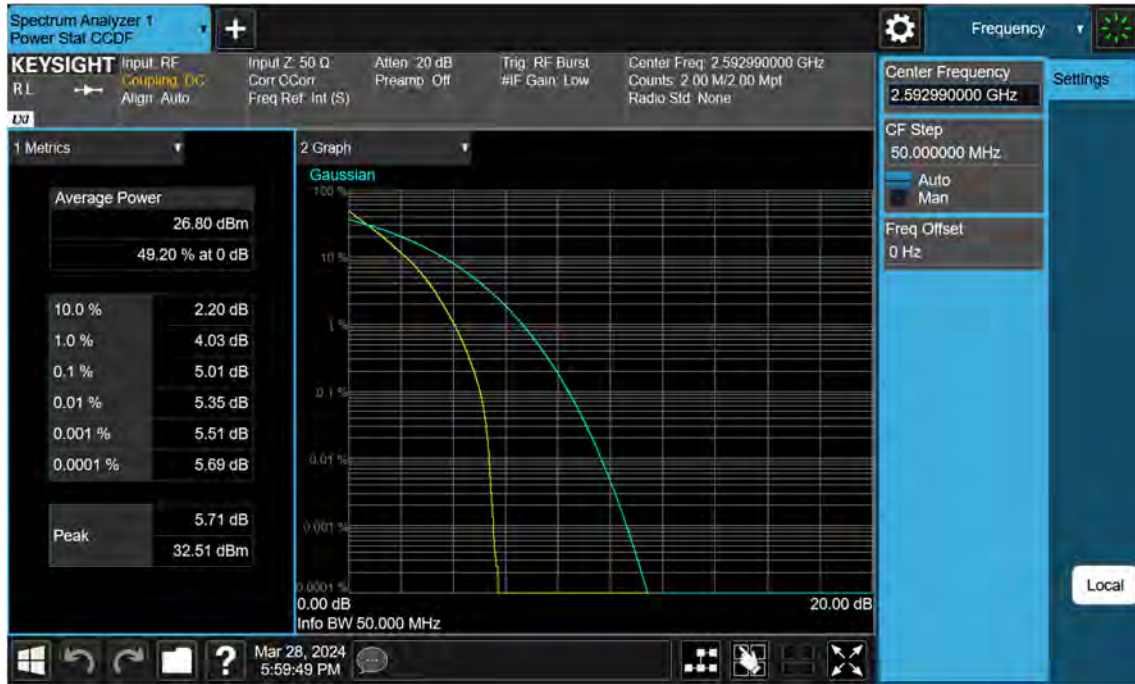 Spectrum Analyzer 1
Power Stat CCDF
+
Frequency
KEYSIGHT
RL
LXI
Input: RF
Coupling: DC
Align: Auto
Input Z: 50 Ω
Corr CCorr
Freq Ref: Int (S)
Atten: 20 dB
Preamp: Off
Trig: RF Burst
#IF Gain: Low
Center Freq: 2.592990000 GHz
Counts: 2.00 M/2.00 Mpt
Radio Std: None
Center Frequency
2.592990000 GHz
Settings
CF Step
50.000000 MHz
Auto
Man
Freq Offset
0 Hz
1 Metrics
Average Power
26.80 dBm
49.20 % at 0 dB
10.0 % 2.20 dB
1.0 % 4.03 dB
0.1 % 5.01 dB
0.01 % 5.35 dB
0.001 % 5.51 dB
0.0001 % 5.69 dB
Peak
5.71 dB
32.51 dBm
2 Graph
Gaussian
100 %
10 %
1 %
0.1 %
0.01 %
0.001 %
0.0001 %
0.00 dB
20.00 dB
Info BW 50.000 MHz
Local
?
Mar 28, 2024
5:59:49 PM